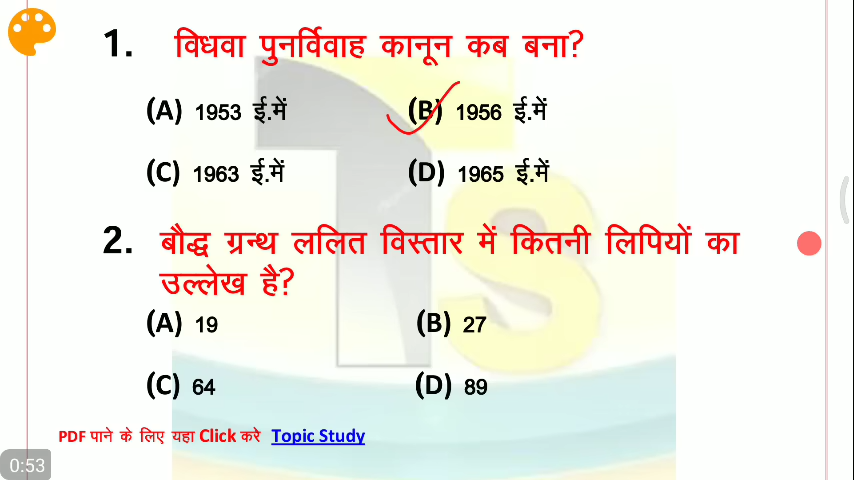 1. विधवा पुनर्विवाह कानून कब बना?
(A) 1953 ई.में (B) 1956 ई.में
(C) 1963 ई.में (D) 1965 ई.में
2. बौद्ध ग्रन्थ ललित विस्तार में कितनी लिपियों का
उल्लेख है?
(A) 19 (B) 27
(C) 64 (D) 89
PDF पाने के लिए यहा Click करे Topic Study
0:53